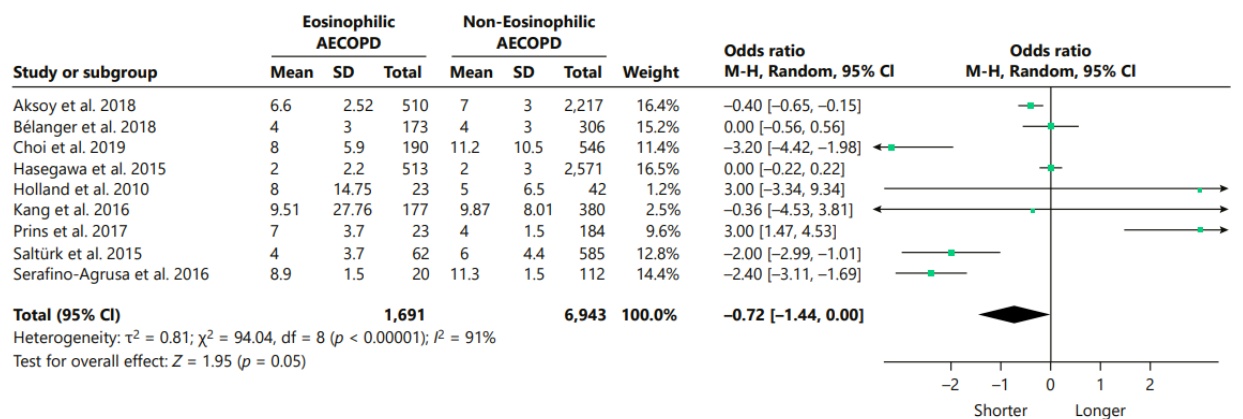 Eosinophilic Non-Eosinophilic
AECOPD AECOPD Odds ratio Odds ratio
Study or subgroup Mean SD Total Mean SD Total Weight M-H, Random, 95% CI M-H, Random, 95% CI
Aksoy et al. 2018 6.6 2.52 510 7 3 2,217 16.4% −0.40 [−0.65, −0.15]
Bélanger et al. 2018 4 3 173 4 3 306 15.2% 0.00 [−0.56, 0.56]
Choi et al. 2019 8 5.9 190 11.2 10.5 546 11.4% −3.20 [−4.42, −1.98]
Hasegawa et al. 2015 2 2.2 513 2 3 2,571 16.5% 0.00 [−0.22, 0.22]
Holland et al. 2010 8 14.75 23 5 6.5 42 1.2% 3.00 [−3.34, 9.34]
Kang et al. 2016 9.51 27.76 177 9.87 8.01 380 2.5% −0.36 [−4.53, 3.81]
Prins et al. 2017 7 3.7 23 4 1.5 184 9.6% 3.00 [1.47, 4.53]
Saltürk et al. 2015 4 3.7 62 6 4.4 585 12.8% −2.00 [−2.99, −1.01]
Serafino-Agrusa et al. 2016 8.9 1.5 20 11.3 1.5 112 14.4% −2.40 [−3.11, −1.69]
Total (95% CI) 1,691 6,943 100.0% −0.72 [−1.44, 0.00]
Heterogeneity: τ² = 0.81; χ² = 94.04, df = 8 (p < 0.00001); I² = 91%
Test for overall effect: Z = 1.95 (p = 0.05)
−2 −1 0 1 2
Shorter Longer